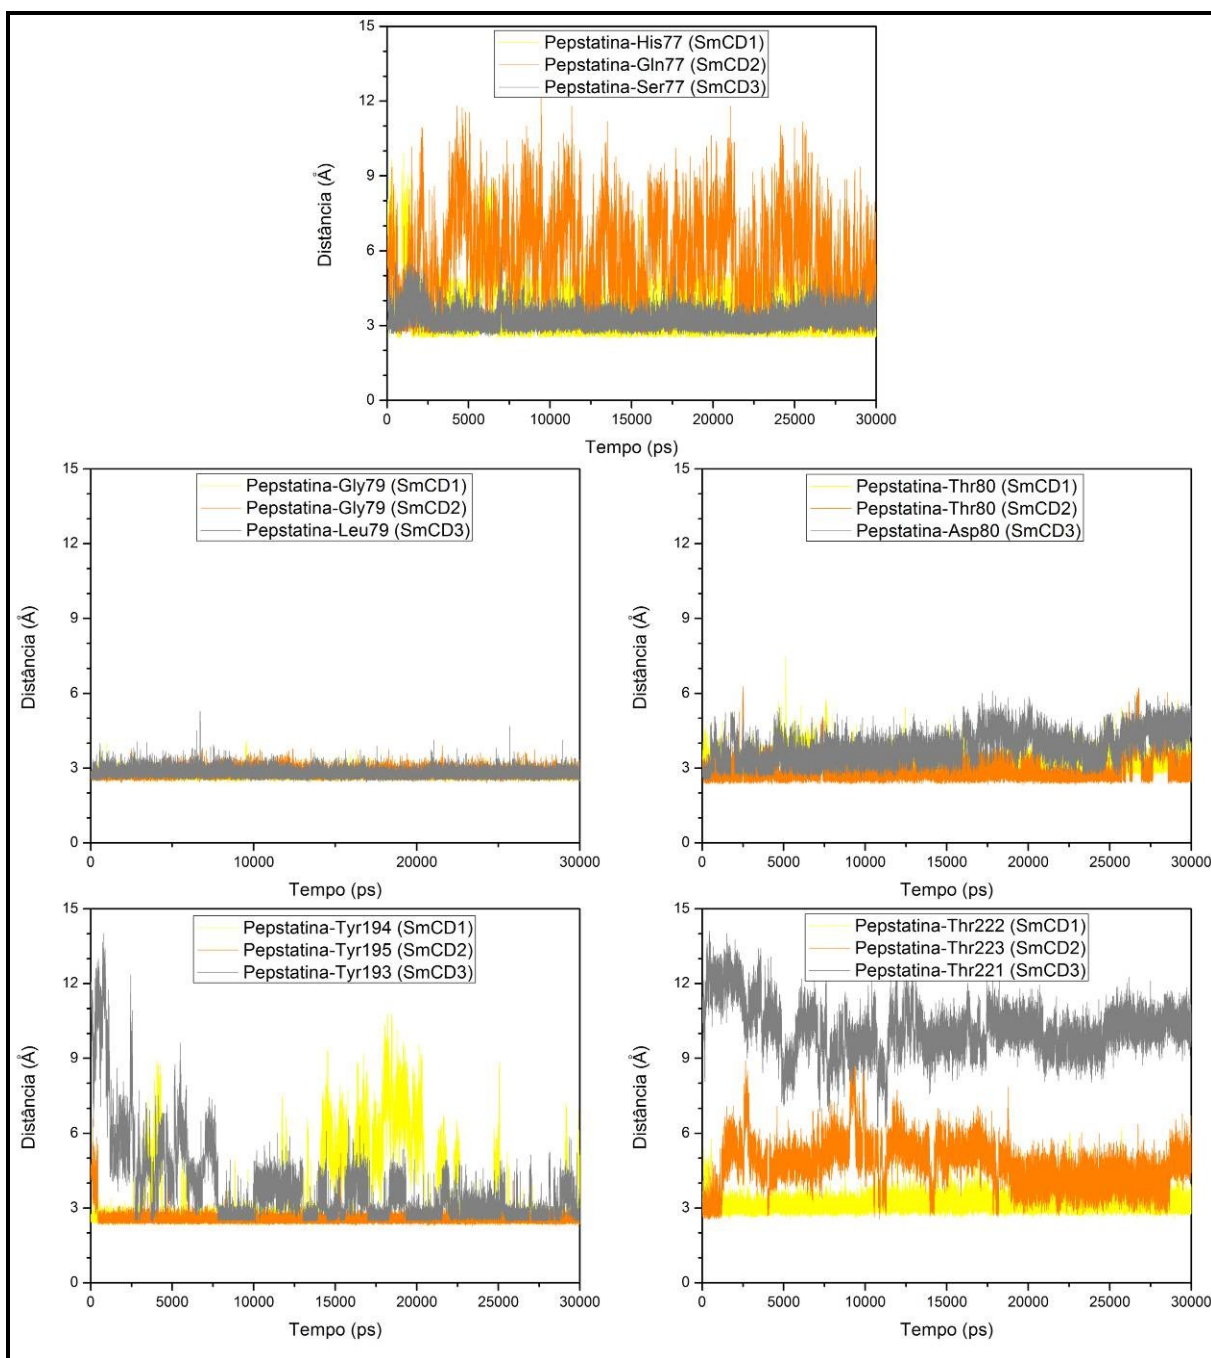 15
12
9
6
3
0
Distância (Å)
Pepstatina-His77 (SmCD1)
Pepstatina-Gln77 (SmCD2)
Pepstatina-Ser77 (SmCD3)
0 5000 10000 15000 20000 25000 30000
Tempo (ps)
15
12
9
6
3
0
Distância (Å)
Pepstatina-Gly79 (SmCD1)
Pepstatina-Gly79 (SmCD2)
Pepstatina-Leu79 (SmCD3)
0 10000 20000 30000
Tempo (ps)
15
12
9
6
3
0
Distância (Å)
Pepstatina-Thr80 (SmCD1)
Pepstatina-Thr80 (SmCD2)
Pepstatina-Asp80 (SmCD3)
0 5000 10000 15000 20000 25000 30000
Tempo (ps)
15
12
9
6
3
0
Distância (Å)
Pepstatina-Tyr194 (SmCD1)
Pepstatina-Tyr195 (SmCD2)
Pepstatina-Tyr193 (SmCD3)
0 5000 10000 15000 20000 25000 30000
Tempo (ps)
15
12
9
6
3
0
Distância (Å)
Pepstatina-Thr222 (SmCD1)
Pepstatina-Thr223 (SmCD2)
Pepstatina-Thr221 (SmCD3)
0 5000 10000 15000 20000 25000 30000
Tempo (ps)